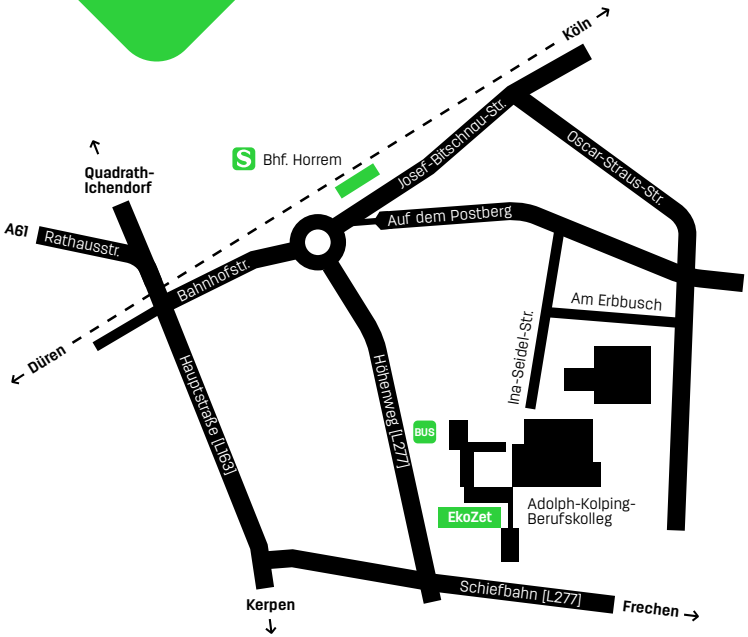 Köln
S Bhf. Horrem
Josef-Bitschnau-Str.
Oscar-Straus-Str.
Quadrath-
Ichendorf
A61
Rathausstr.
Auf dem Postberg
Bahnhofstr.
Am Erbbusch
Düren
Ina-Seidel-Str.
Hauptstraße [L163]
Höhenweg [L277]
BUS
EkoZet
Adolph-Kolping-
Berufskolleg
Schiefbahn [L277]
Kerpen
Frechen